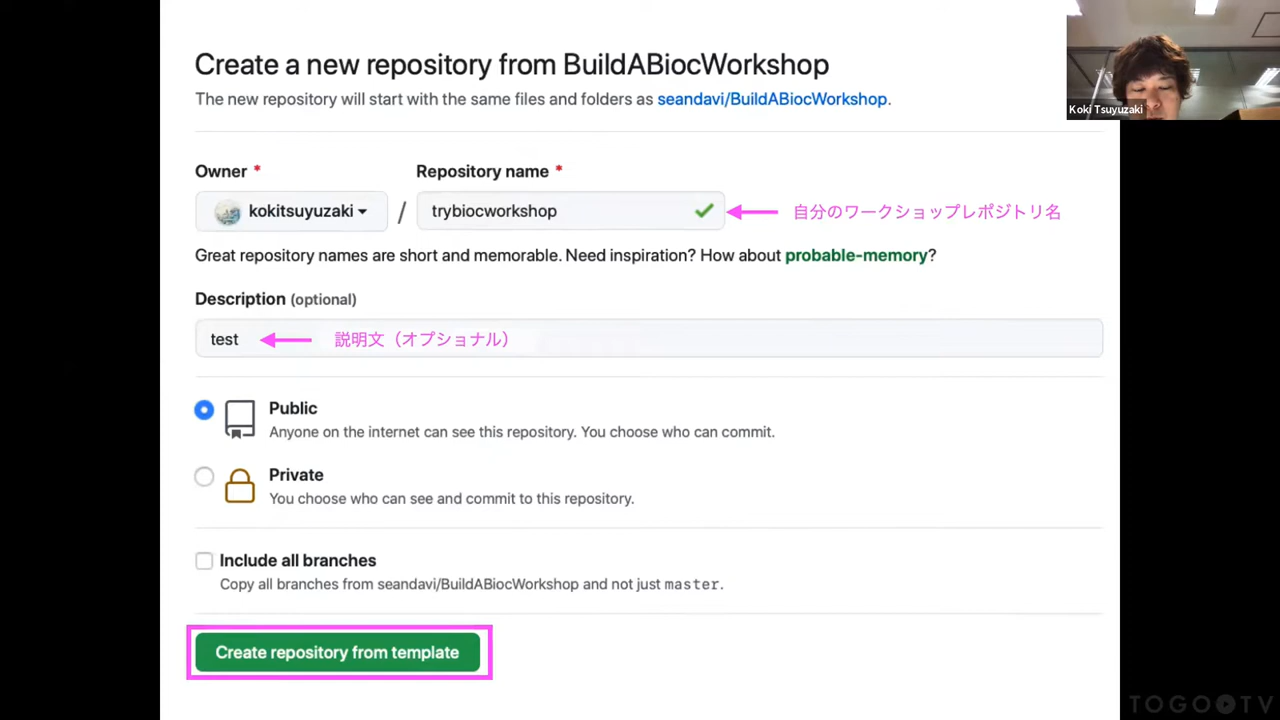 Create a new repository from BuildABiocWorkshop
The new repository will start with the same files and folders as seandavi/BuildABiocWorkshop.
Koki Tsuyuzaki
Owner * Repository name *
kokitsuyuzaki / trybiocworkshop 自分のワークショップレポジトリ名
Great repository names are short and memorable. Need inspiration? How about probable-memory?
Description (optional)
test 説明文（オプショナル）
Public
Anyone on the internet can see this repository. You choose who can commit.
Private
You choose who can see and commit to this repository.
Include all branches
Copy all branches from seandavi/BuildABiocWorkshop and not just master.
Create repository from template
TOGO TV